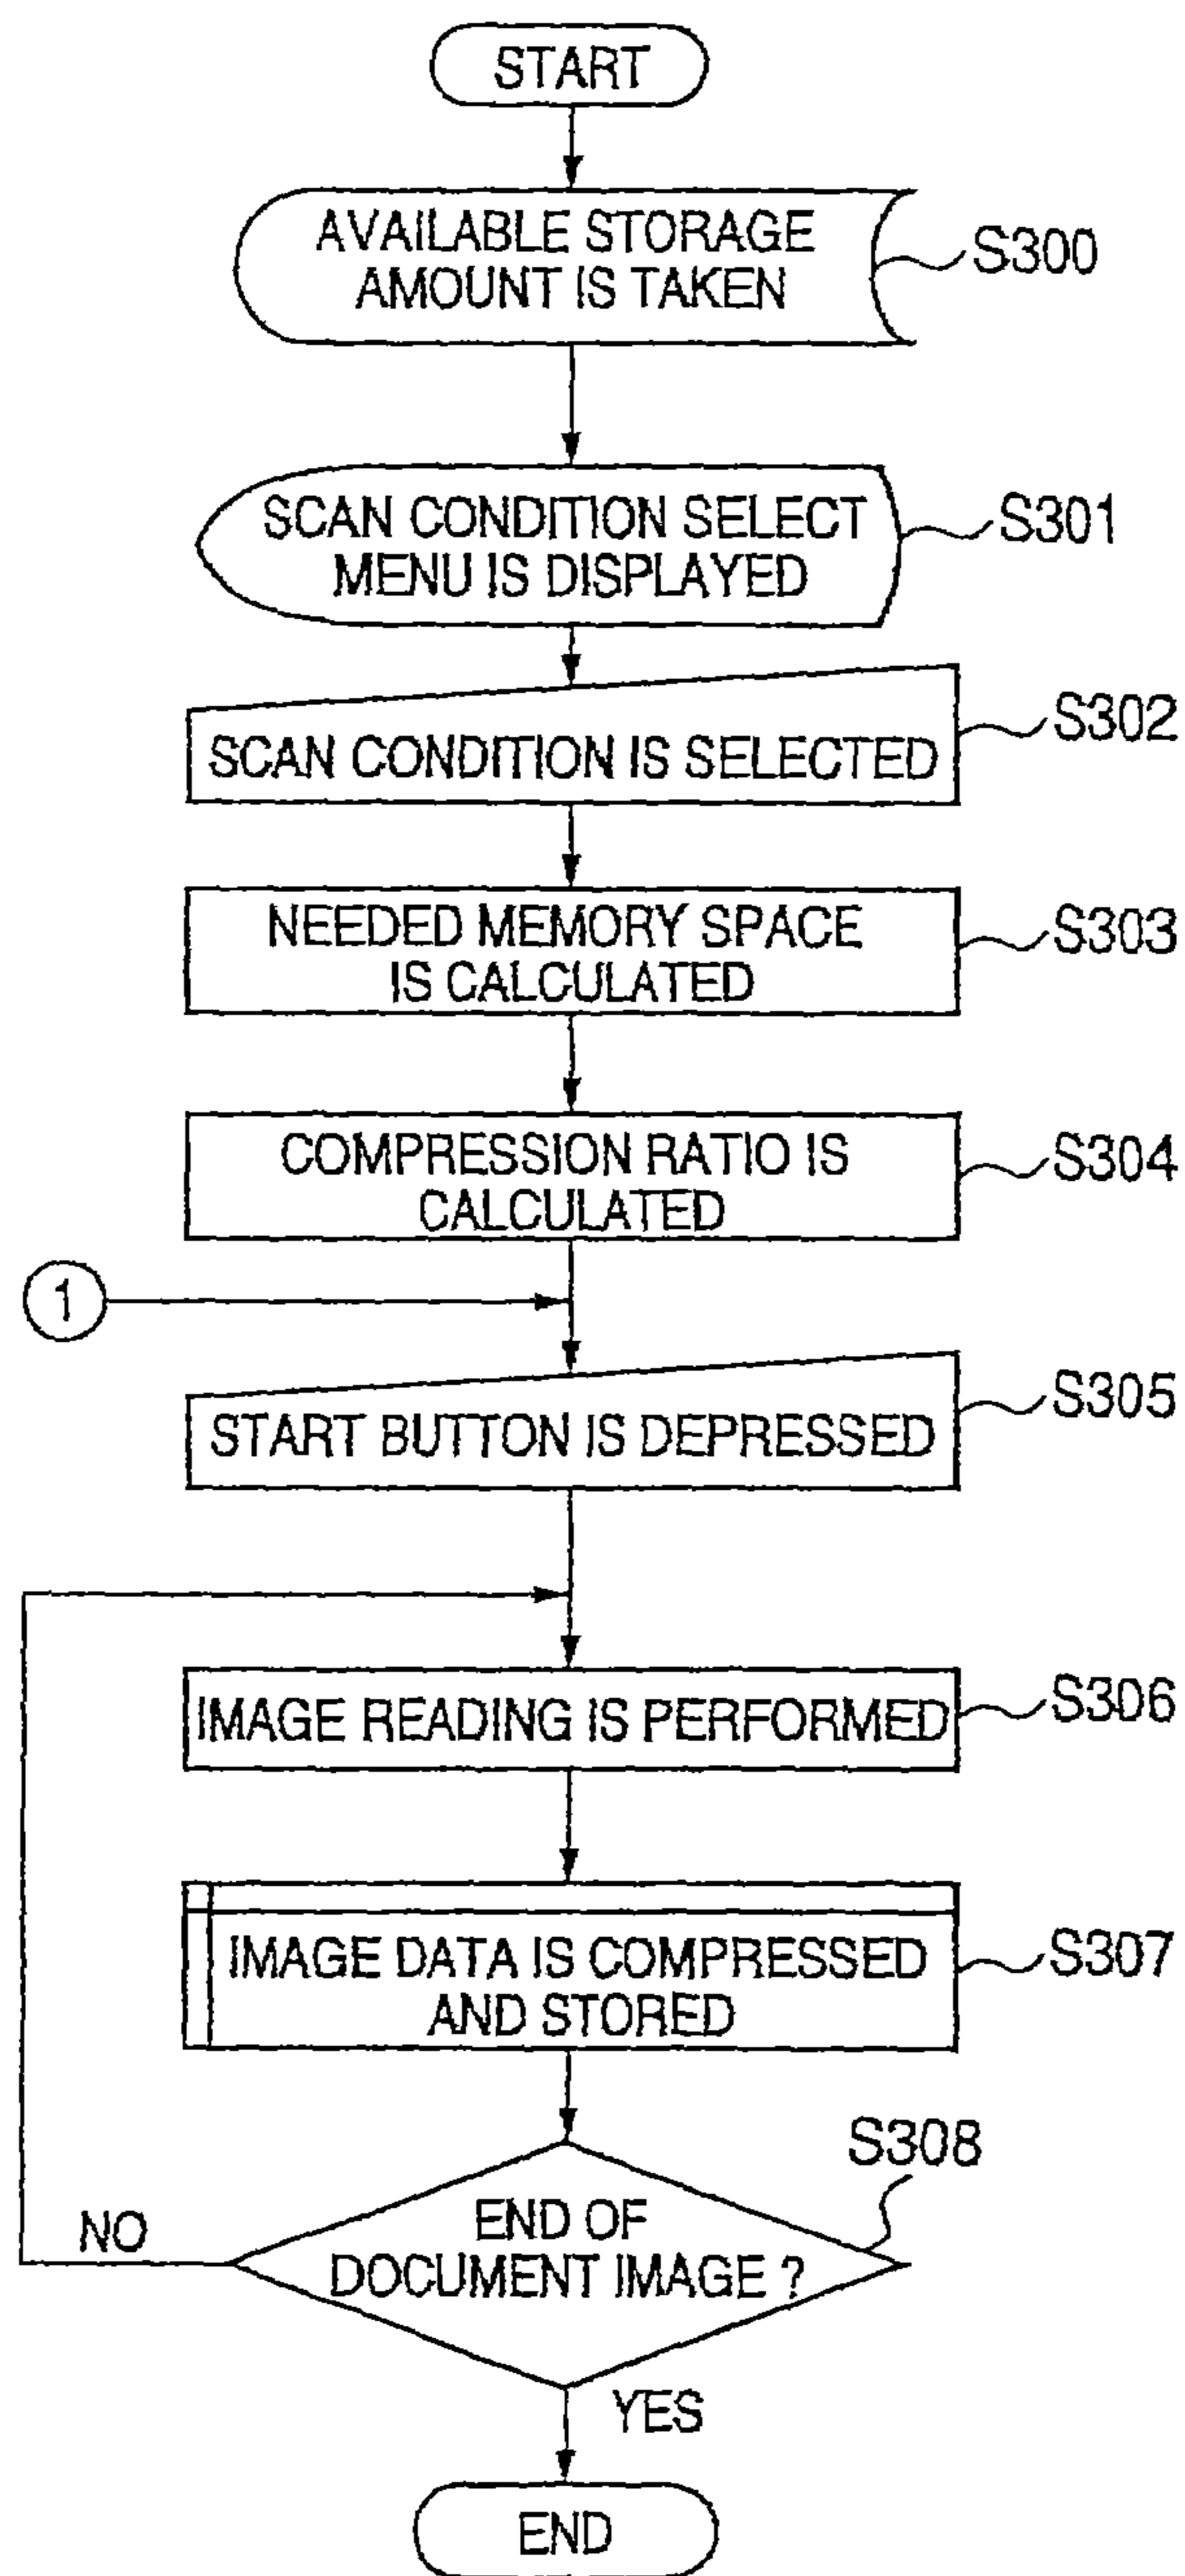 START
AVAILABLE STORAGE
AMOUNT IS TAKEN
S300
SCAN CONDITION SELECT
MENU IS DISPLAYED
S301
SCAN CONDITION IS SELECTED
S302
NEEDED MEMORY SPACE
IS CALCULATED
S303
COMPRESSION RATIO IS
CALCULATED
S304
1
START BUTTON IS DEPRESSED
S305
IMAGE READING IS PERFORMED
S306
IMAGE DATA IS COMPRESSED
AND STORED
S307
S308
END OF
DOCUMENT IMAGE ?
NO
YES
END